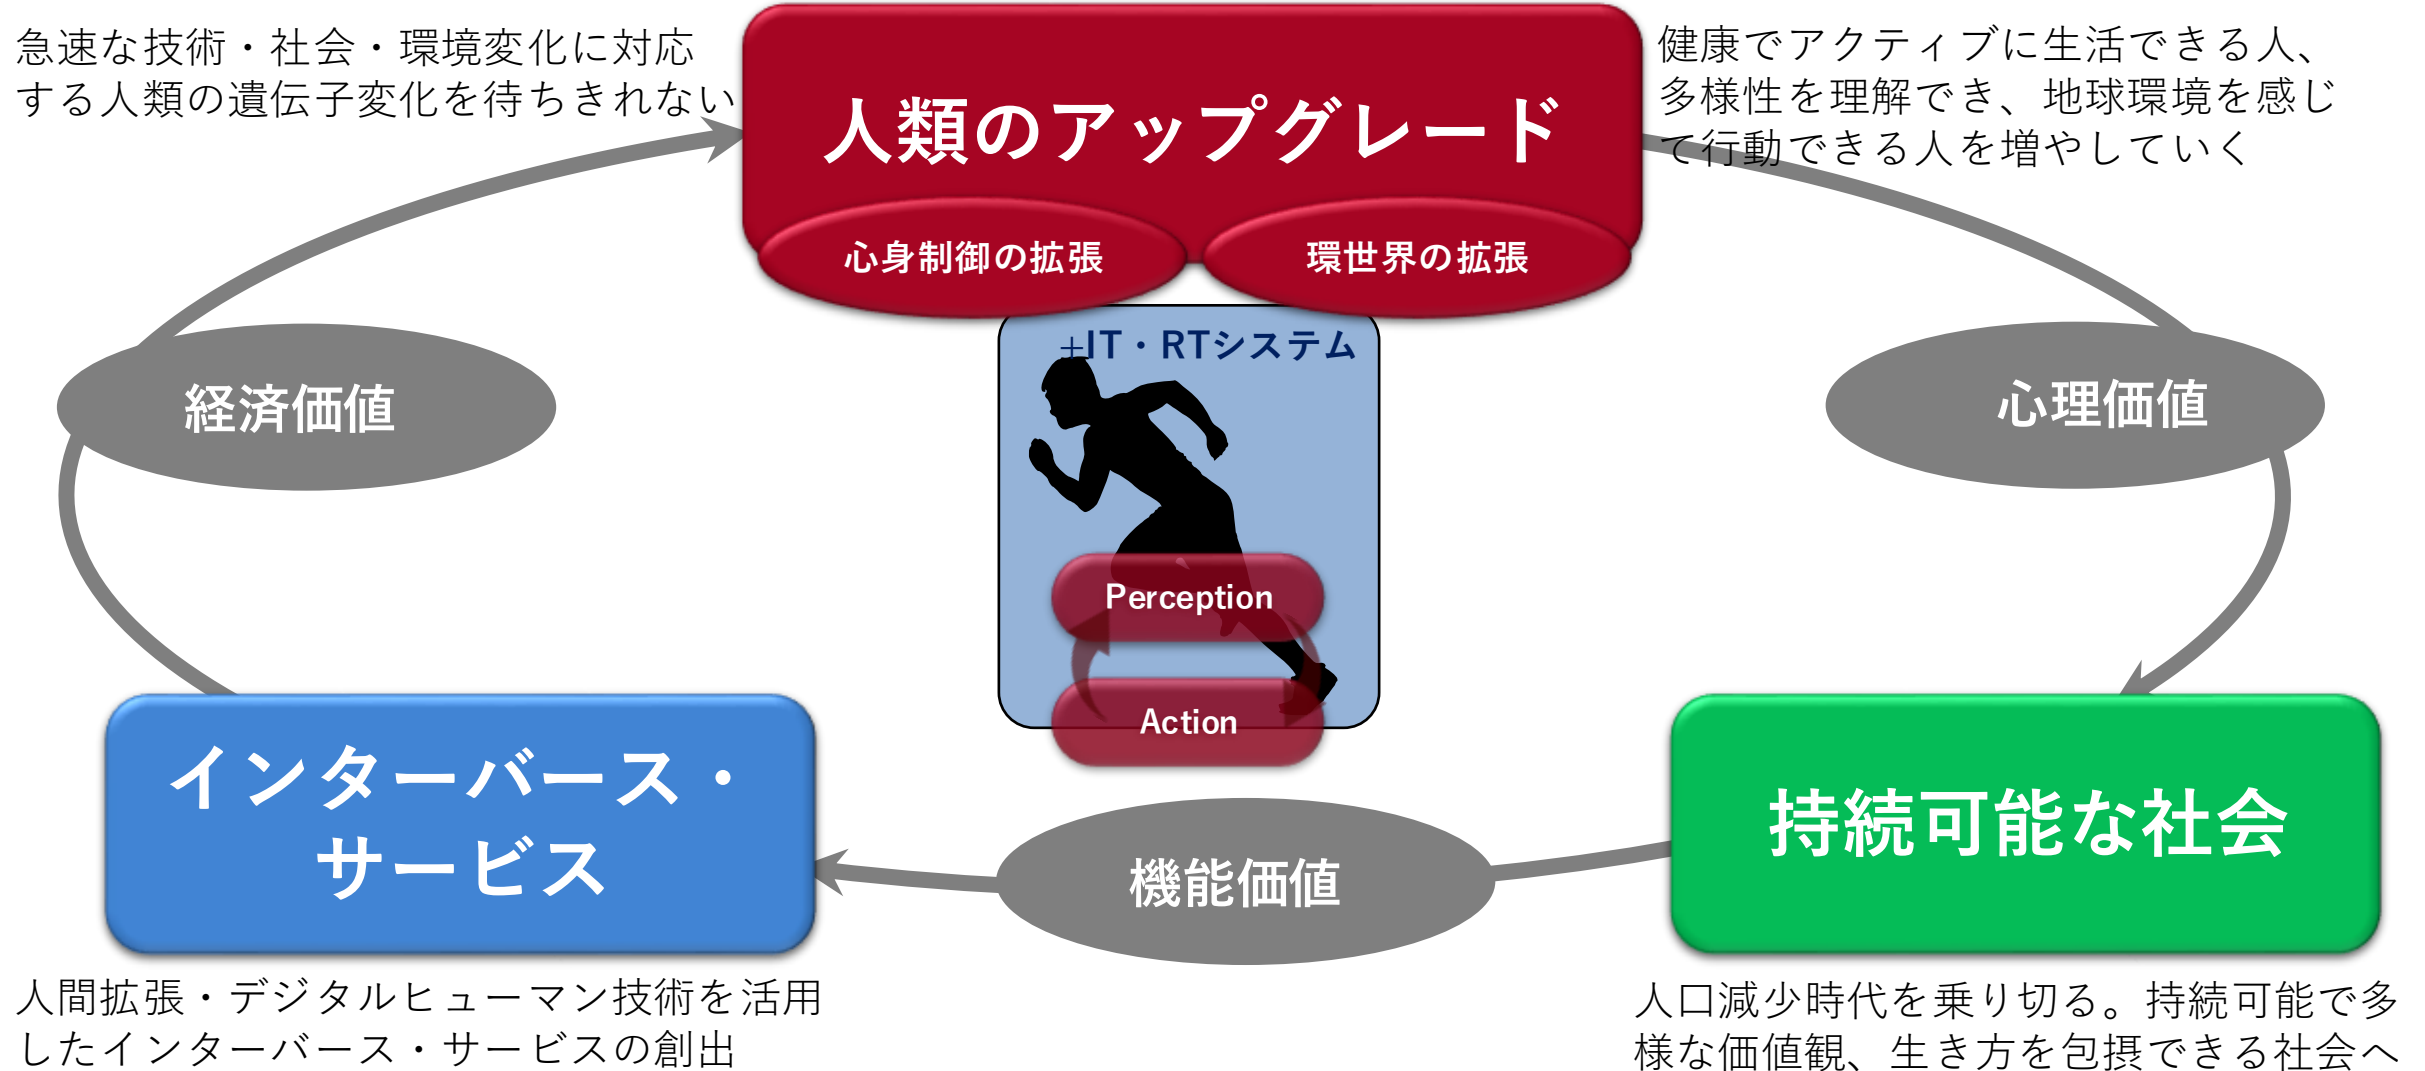 急速な技術・社会・環境変化に対応
する人類の遺伝子変化を待ちきれない
人類のアップグレード
心身制御の拡張
環世界の拡張
健康でアクティブに生活できる人、
多様性を理解でき、地球環境を感じ
て行動できる人を増やしていく
+IT・RTシステム
経済価値
心理価値
Perception
Action
インターバース・
サービス
機能価値
持続可能な社会
人間拡張・デジタルヒューマン技術を活用
したインターバース・サービスの創出
人口減少時代を乗り切る。持続可能で多
様な価値観、生き方を包摂できる社会へ